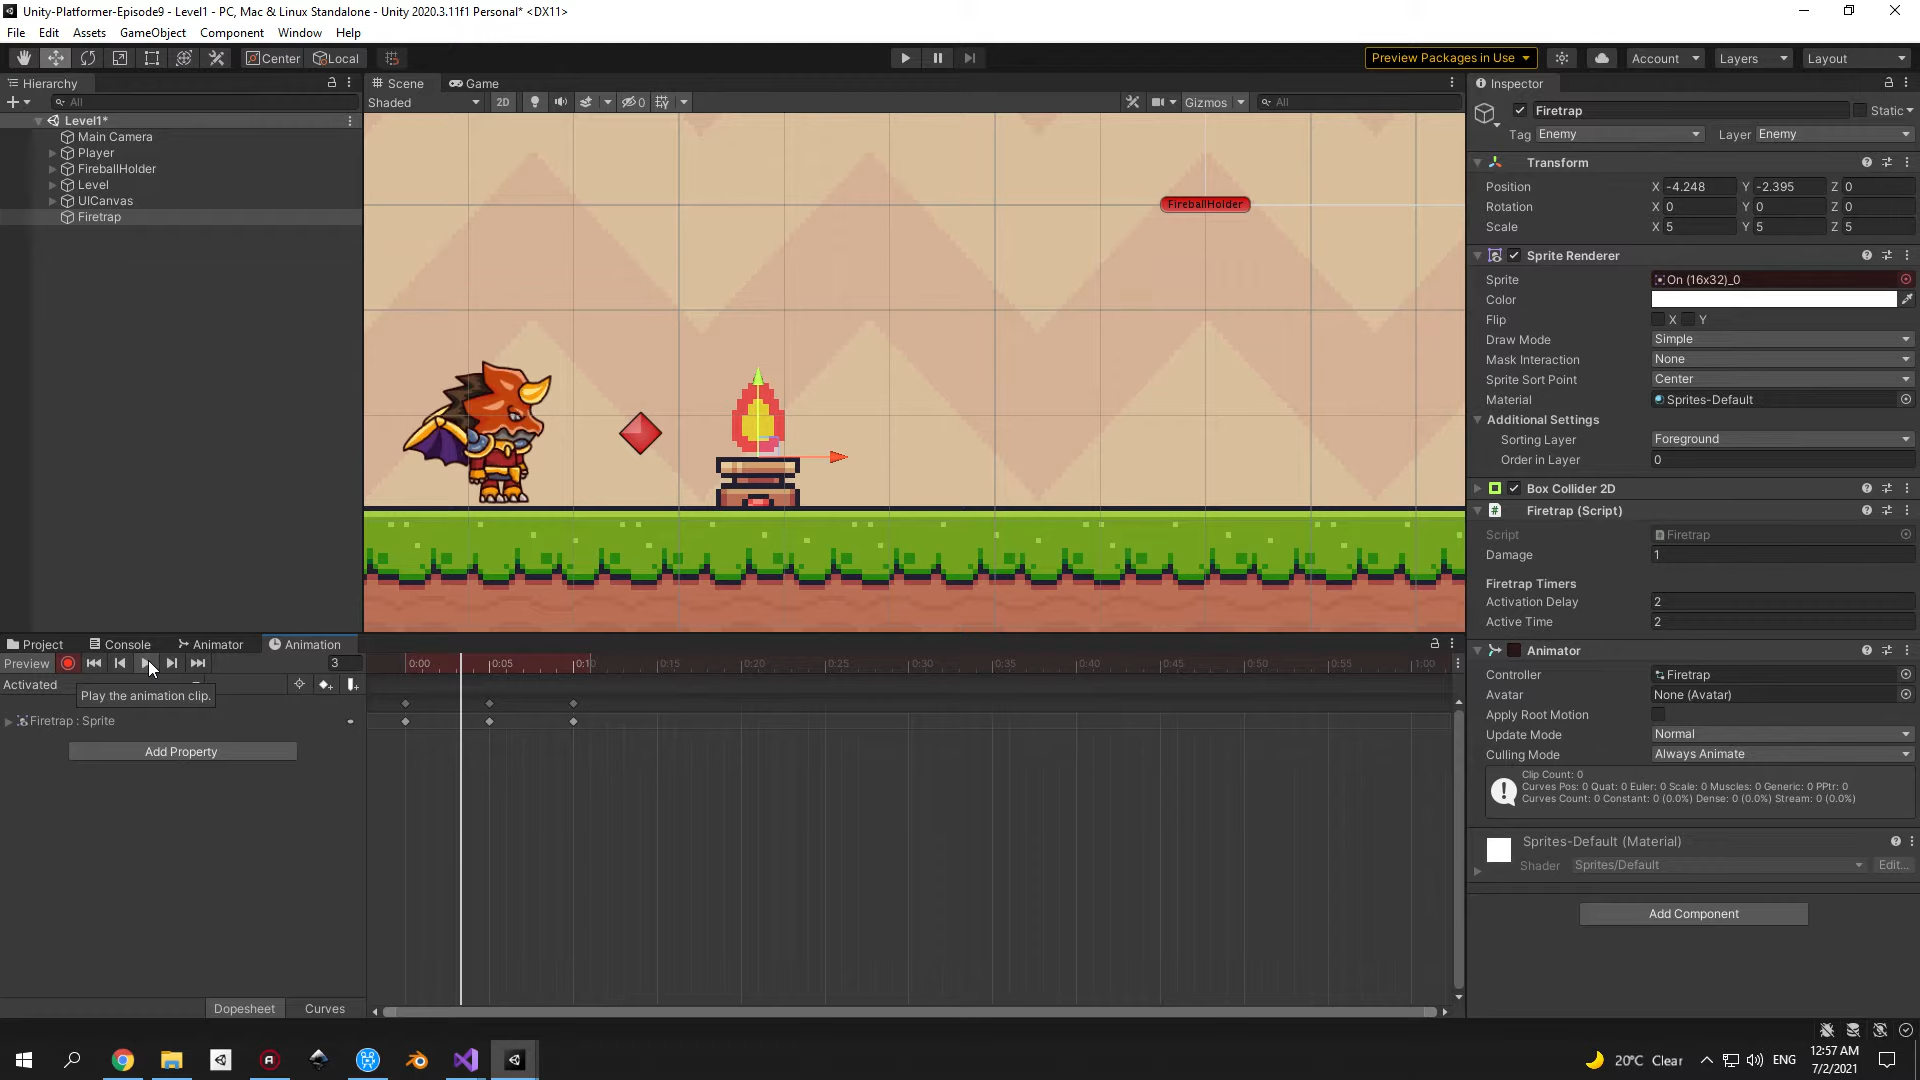 Unity-Platformer-Episode9 - Level1 - PC, Mac & Linux Standalone - Unity 2020.3.11f1 Personal* <DX11>
File Edit Assets GameObject Component Window Help
Center Local Preview Packages in Use Account Layers Layout
Hierarchy
All
Level1*
Main Camera
Player
FireballHolder
Level
UICanvas
Firetrap
Scene Game
Shaded 2D 0 Gizmos All
FireballHolder
Inspector
Firetrap Static
Tag Enemy Layer Enemy
Transform
Position X -4.248 Y -2.395 Z 0
Rotation X 0 Y 0 Z 0
Scale X 5 Y 5 Z 5
Sprite Renderer
Sprite On (16x32)_0
Color
Flip X Y
Draw Mode Simple
Mask Interaction None
Sprite Sort Point Center
Material Sprites-Default
Additional Settings
Sorting Layer Foreground
Order in Layer 0
Box Collider 2D
Firetrap (Script)
Script Firetrap
Damage 1
Firetrap Timers
Activation Delay 2
Active Time 2
Animator
Controller Firetrap
Avatar None (Avatar)
Apply Root Motion
Update Mode Normal
Culling Mode Always Animate
Clip Count: 0
Curves Pos: 0 Quat: 0 Euler: 0 Scale: 0 Muscles: 0 Generic: 0 PPtr: 0
Curves Count: 0 Constant: 0 (0.0%) Dense: 0 (0.0%) Stream: 0 (0.0%)
Sprites-Default (Material)
Shader Sprites/Default Edit...
Add Component
Project Console Animator Animation
Preview 3 0:00 0:05 0:10 0:15 0:20 0:25 0:30 0:35 0:40 0:45 0:50 0:55 1:00
Activated
Play the animation clip.
Firetrap : Sprite
Add Property
Dopesheet Curves
20°C Clear ENG
12:57 AM
7/2/2021